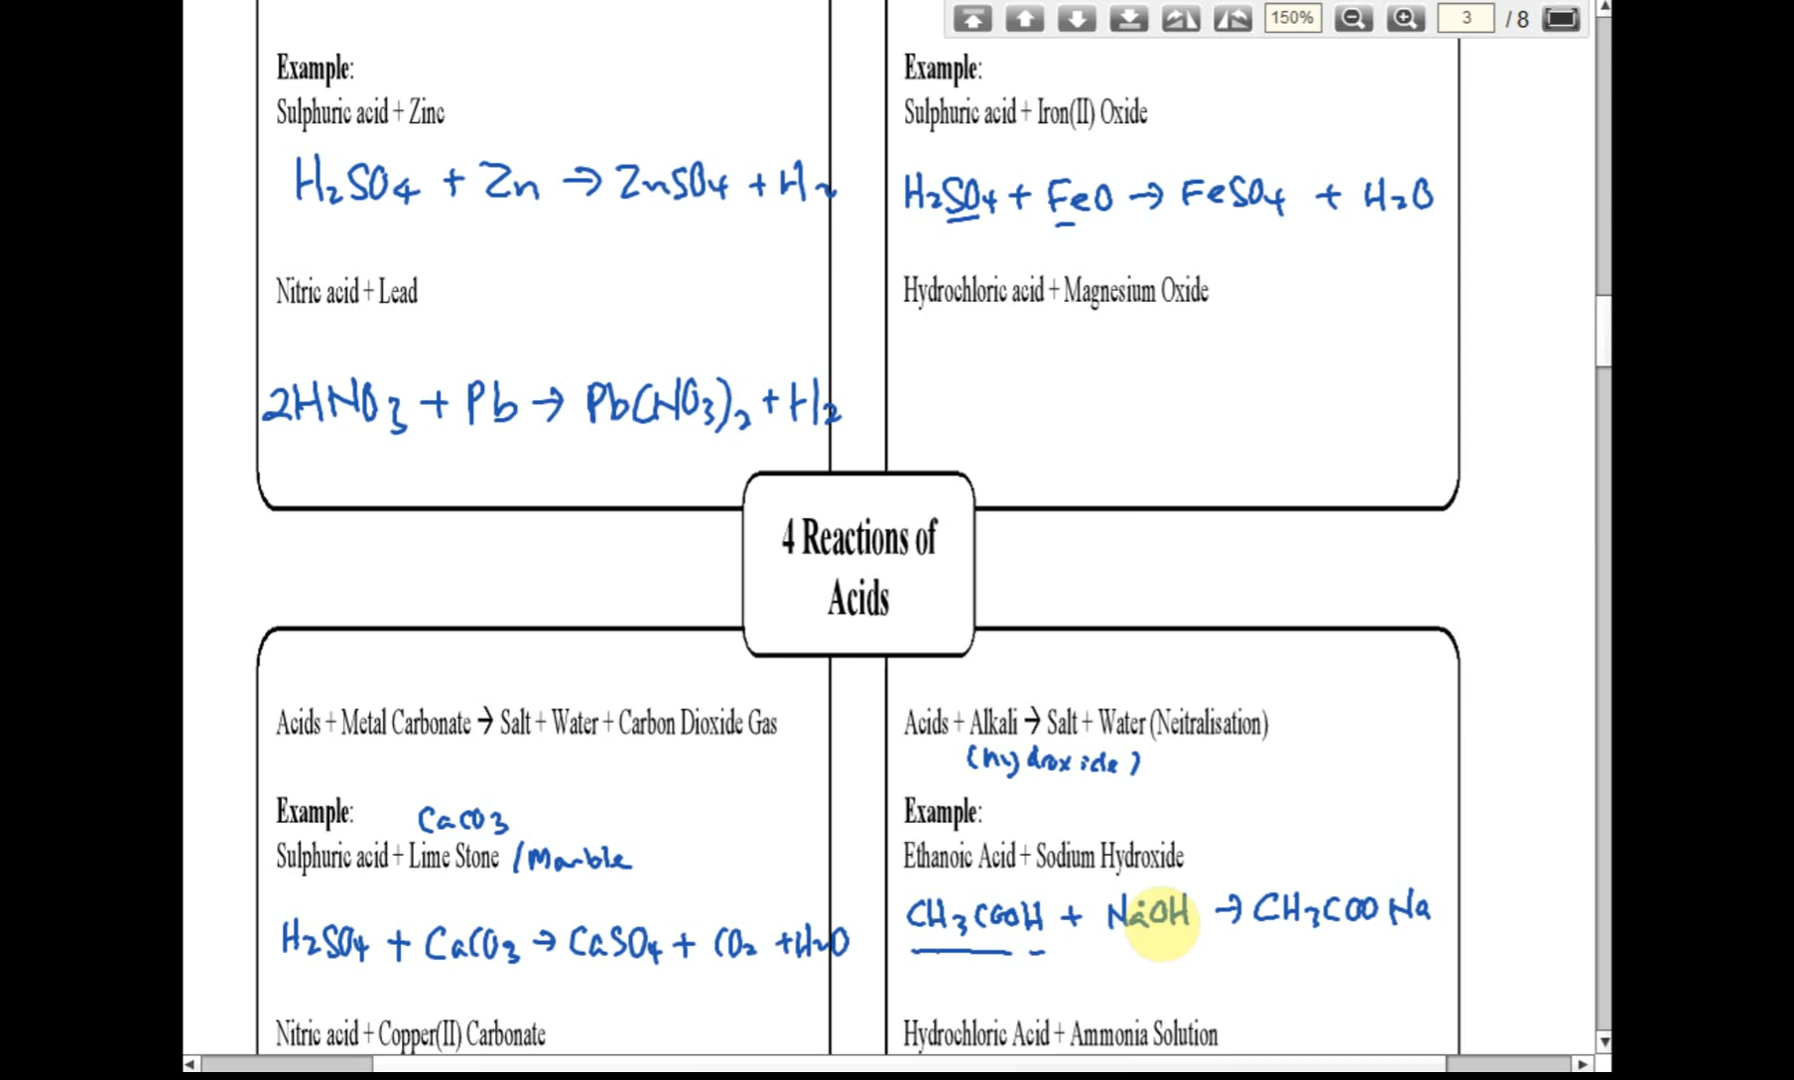 150% 3 / 8
Example:
Sulphuric acid + Zinc
H₂SO₄ + Zn → ZnSO₄ + H₂
Nitric acid + Lead
2HNO₃ + Pb → Pb(NO₃)₂ + H₂
Example:
Sulphuric acid + Iron(II) Oxide
H₂SO₄ + FeO → FeSO₄ + H₂O
Hydrochloric acid + Magnesium Oxide
4 Reactions of
Acids
Acids + Metal Carbonate → Salt + Water + Carbon Dioxide Gas
Example:
CaCO₃
Sulphuric acid + Lime Stone /Marble
H₂SO₄ + CaCO₃ → CaSO₄ + CO₂ + H₂O
Nitric acid + Copper(II) Carbonate
Acids + Alkali → Salt + Water (Neitralisation)
(hydroxide)
Example:
Ethanoic Acid + Sodium Hydroxide
CH₃COOH + NaOH → CH₃COONa
Hydrochloric Acid + Ammonia Solution